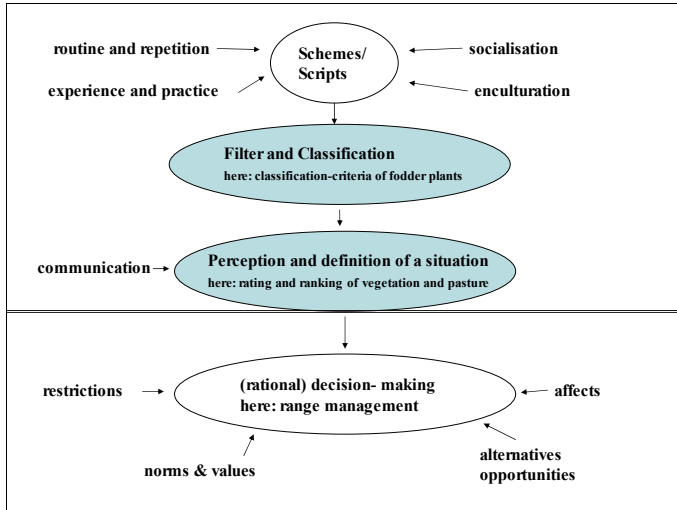 routine and repetition
Schemes/
Scripts
socialisation
experience and practice
enculturation
Filter and Classification
here: classification-criteria of fodder plants
Perception and definition of a situation
here: rating and ranking of vegetation and pasture
communication
(rational) decision- making
here: range management
restrictions
affects
norms & values
alternatives
opportunities